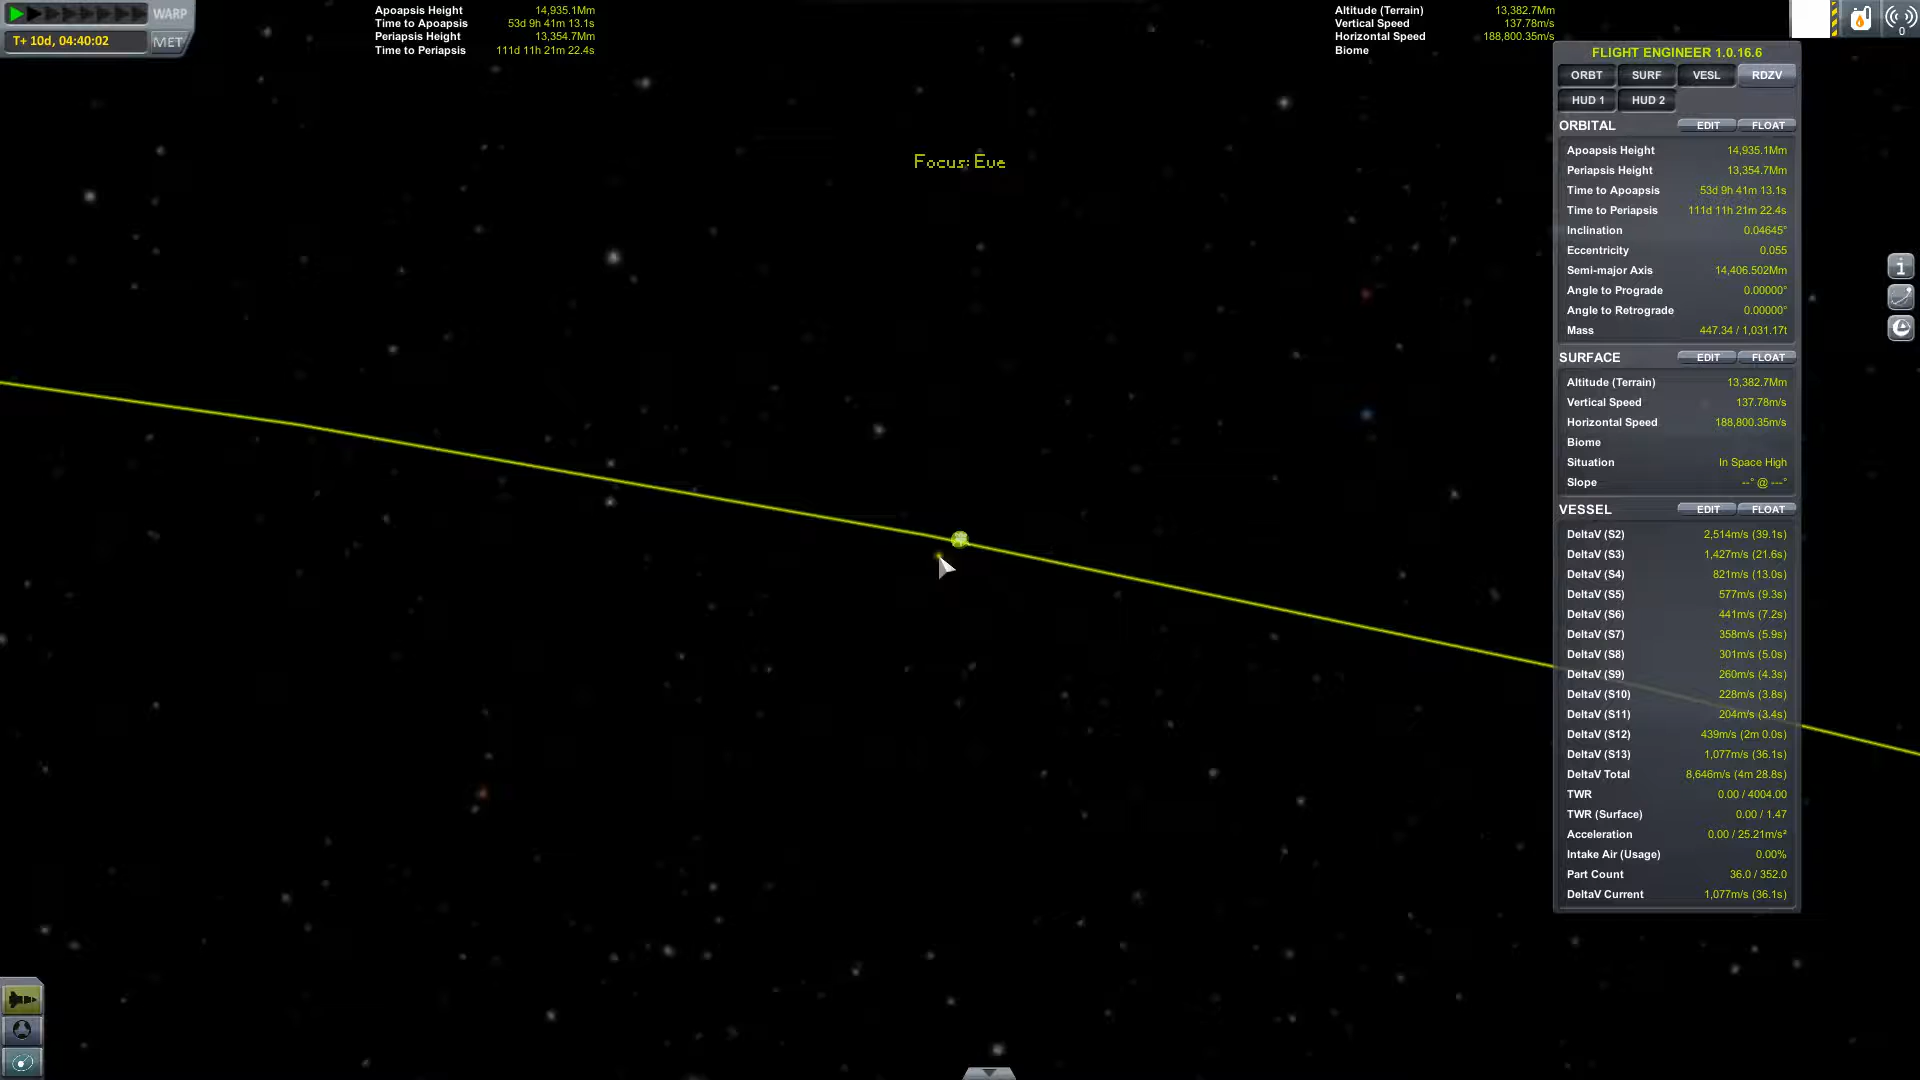 WARP
T+ 10d, 04:40:02
MET
Apoapsis Height 14,935.1Mm
Time to Apoapsis 53d 9h 41m 13.1s
Periapsis Height 13,354.7Mm
Time to Periapsis 111d 11h 21m 22.4s
Altitude (Terrain) 13,382.7Mm
Vertical Speed 137.78m/s
Horizontal Speed 188,800.35m/s
Biome
0
Focus: Eve
FLIGHT ENGINEER 1.0.16.6
ORBT SURF VESL RDZV
HUD 1 HUD 2
ORBITAL EDIT FLOAT
Apoapsis Height 14,935.1Mm
Periapsis Height 13,354.7Mm
Time to Apoapsis 53d 9h 41m 13.1s
Time to Periapsis 111d 11h 21m 22.4s
Inclination 0.04645°
Eccentricity 0.055
Semi-major Axis 14,406.502Mm
Angle to Prograde 0.00000°
Angle to Retrograde 0.00000°
Mass 447.34 / 1,031.17t
SURFACE EDIT FLOAT
Altitude (Terrain) 13,382.7Mm
Vertical Speed 137.78m/s
Horizontal Speed 188,800.35m/s
Biome
Situation In Space High
Slope --° @ ---°
VESSEL EDIT FLOAT
DeltaV (S2) 2,514m/s (39.1s)
DeltaV (S3) 1,427m/s (21.6s)
DeltaV (S4) 821m/s (13.0s)
DeltaV (S5) 577m/s (9.3s)
DeltaV (S6) 441m/s (7.2s)
DeltaV (S7) 358m/s (5.9s)
DeltaV (S8) 301m/s (5.0s)
DeltaV (S9) 260m/s (4.3s)
DeltaV (S10) 228m/s (3.8s)
DeltaV (S11) 204m/s (3.4s)
DeltaV (S12) 439m/s (2m 0.0s)
DeltaV (S13) 1,077m/s (36.1s)
DeltaV Total 8,646m/s (4m 28.8s)
TWR 0.00 / 4004.00
TWR (Surface) 0.00 / 1.47
Acceleration 0.00 / 25.21m/s²
Intake Air (Usage) 0.00%
Part Count 36.0 / 352.0
DeltaV Current 1,077m/s (36.1s)